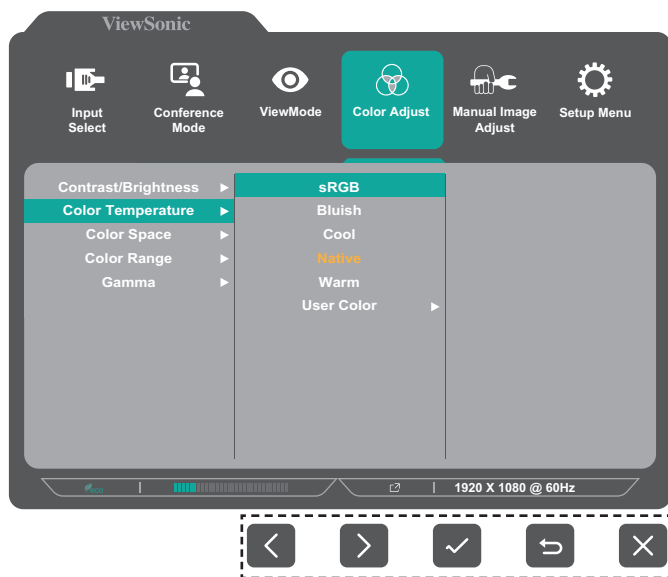 ViewSonic
Input
Select
Conference
Mode
ViewMode
Color Adjust
Manual Image
Adjust
Setup Menu
Contrast/Brightness
Color Temperature
Color Space
Color Range
Gamma
sRGB
Bluish
Cool
Native
Warm
User Color
eco
1920 X 1080 @ 60Hz